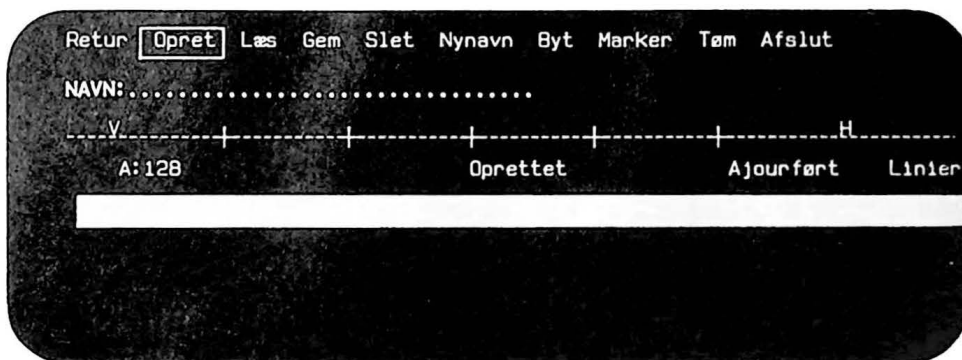 Retur Opret Læs Gem Slet Nynavn Byt Marker Tøm Afslut
NAVN:.................................
-----V---------+---------+---------+---------+---------+----------H---------
A:128 Oprettet Ajourført Linier